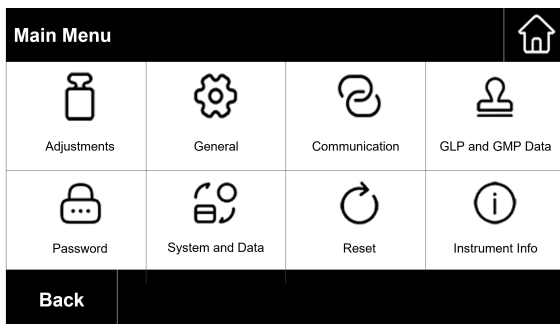 Main Menu
Adjustments
General
Communication
GLP and GMP Data
Password
System and Data
Reset
Instrument Info
Back